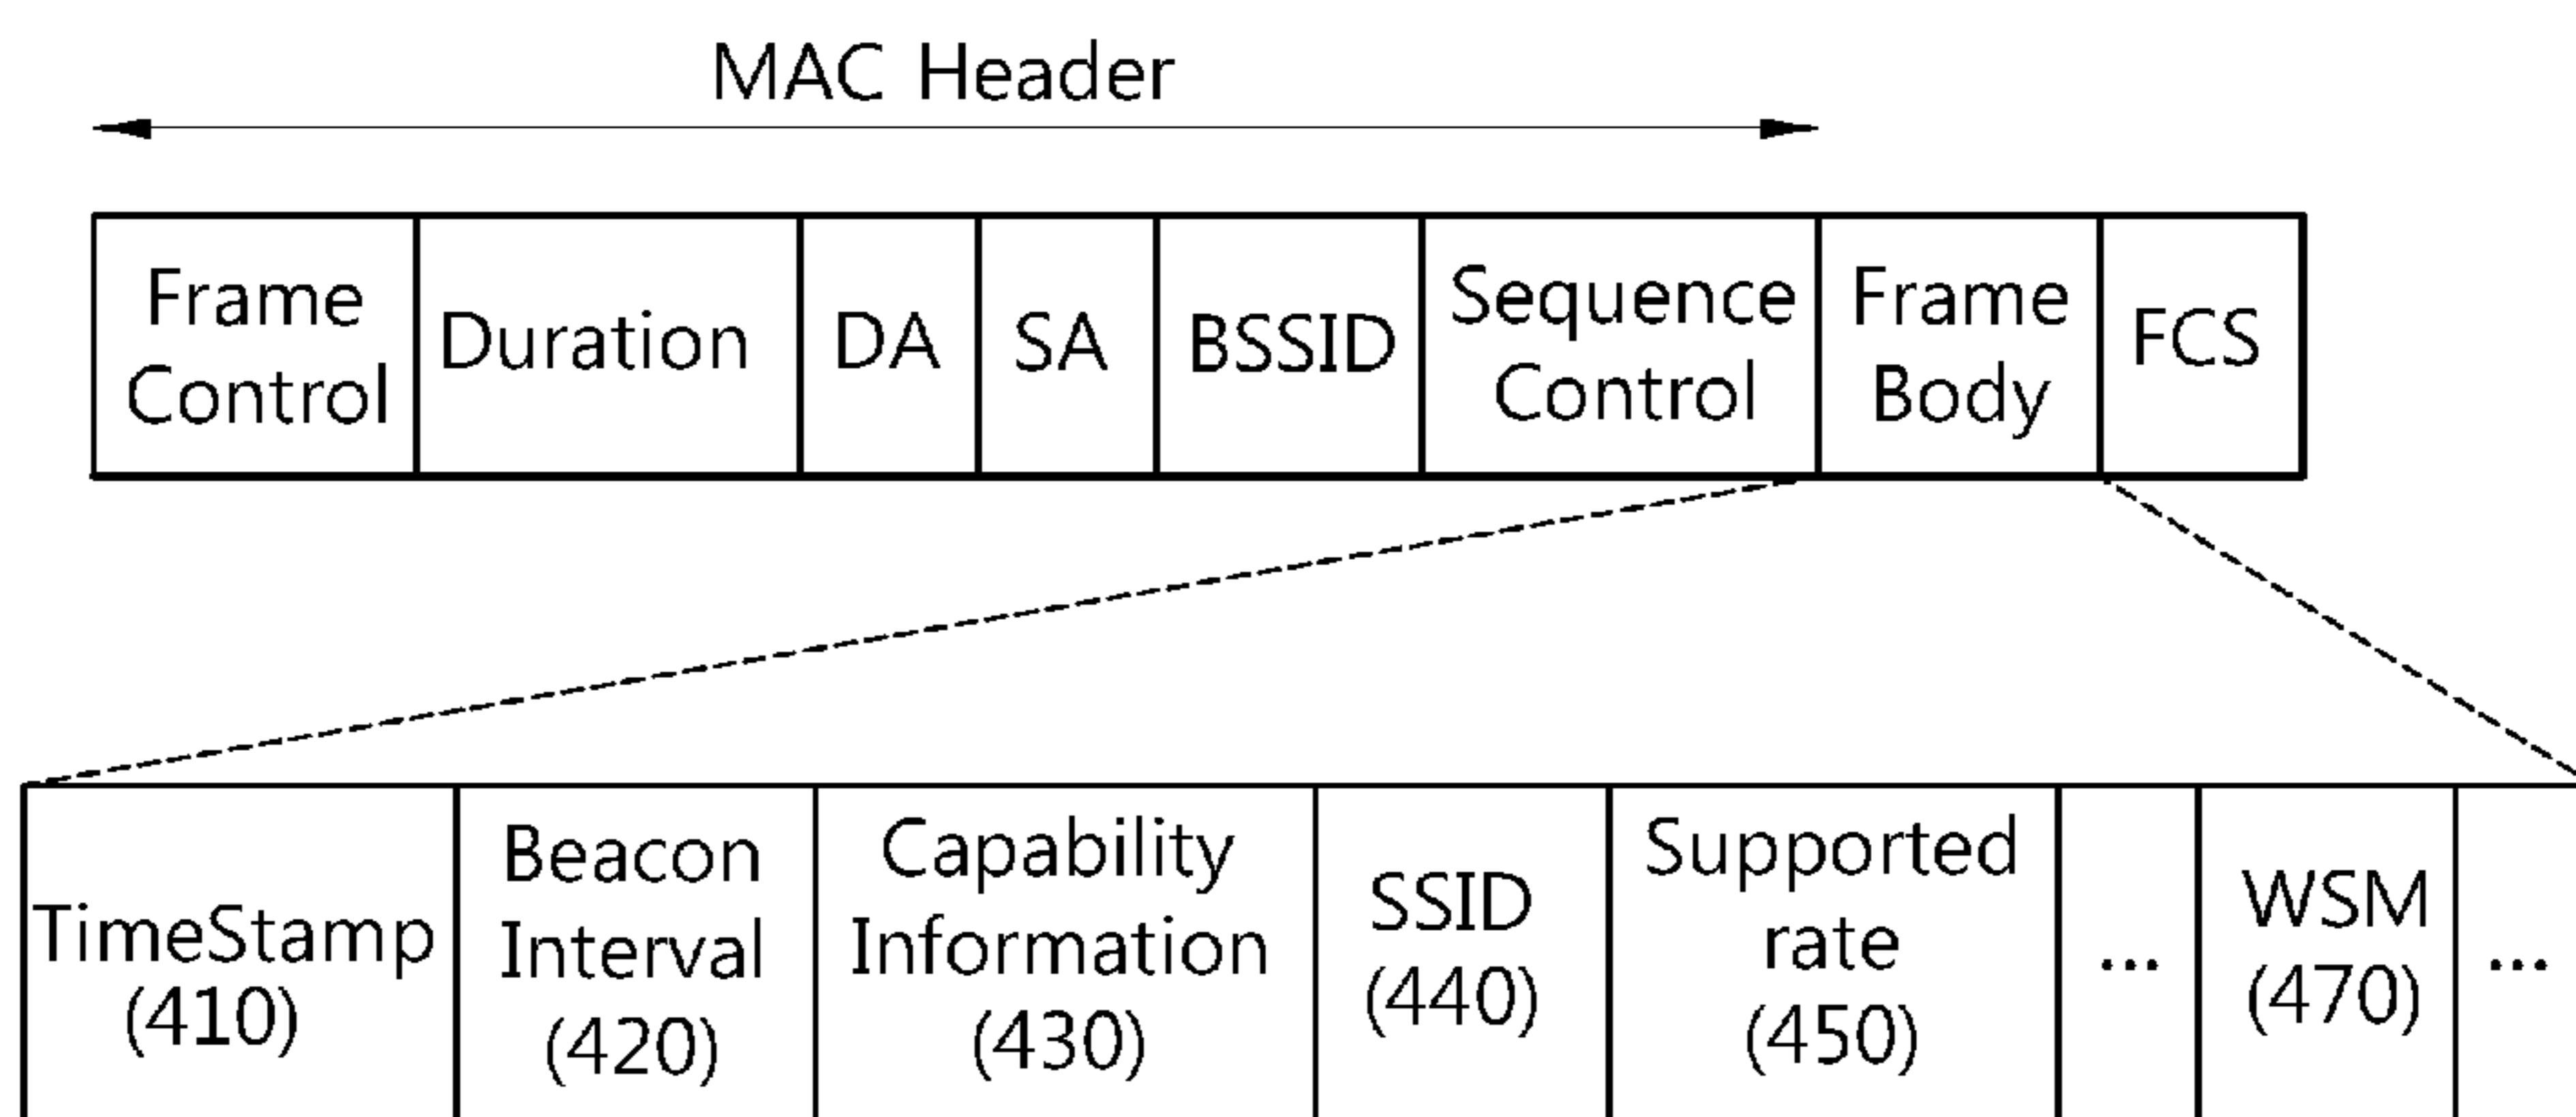 MAC Header
Frame
Control
Duration
DA
SA
BSSID
Sequence
Control
Frame
Body
FCS
TimeStamp
(410)
Beacon
Interval
(420)
Capability
Information
(430)
SSID
(440)
Supported
rate
(450)
...
WSM
(470)
...